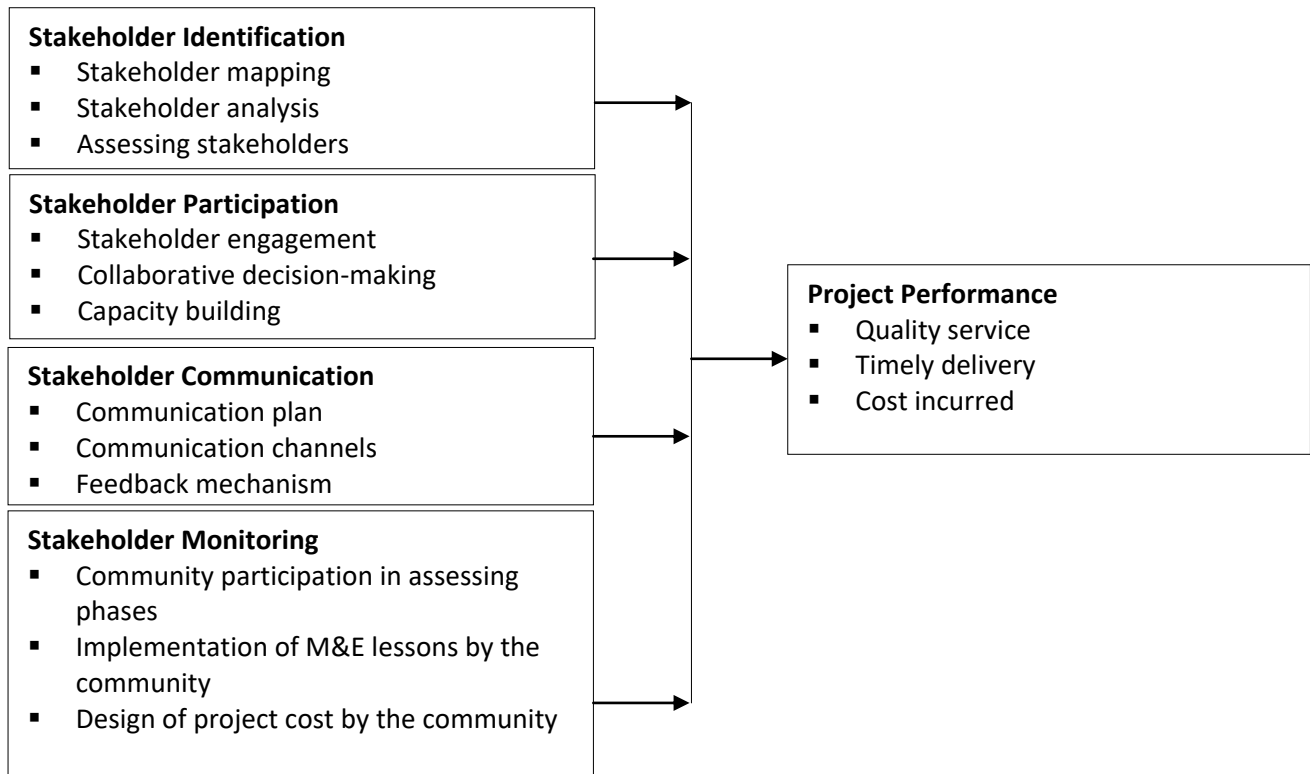 Stakeholder Identification
▪ Stakeholder mapping
▪ Stakeholder analysis
▪ Assessing stakeholders
Stakeholder Participation
▪ Stakeholder engagement
▪ Collaborative decision-making
▪ Capacity building
Stakeholder Communication
▪ Communication plan
▪ Communication channels
▪ Feedback mechanism
Stakeholder Monitoring
▪ Community participation in assessing
phases
▪ Implementation of M&E lessons by the
community
▪ Design of project cost by the community
Project Performance
▪ Quality service
▪ Timely delivery
▪ Cost incurred